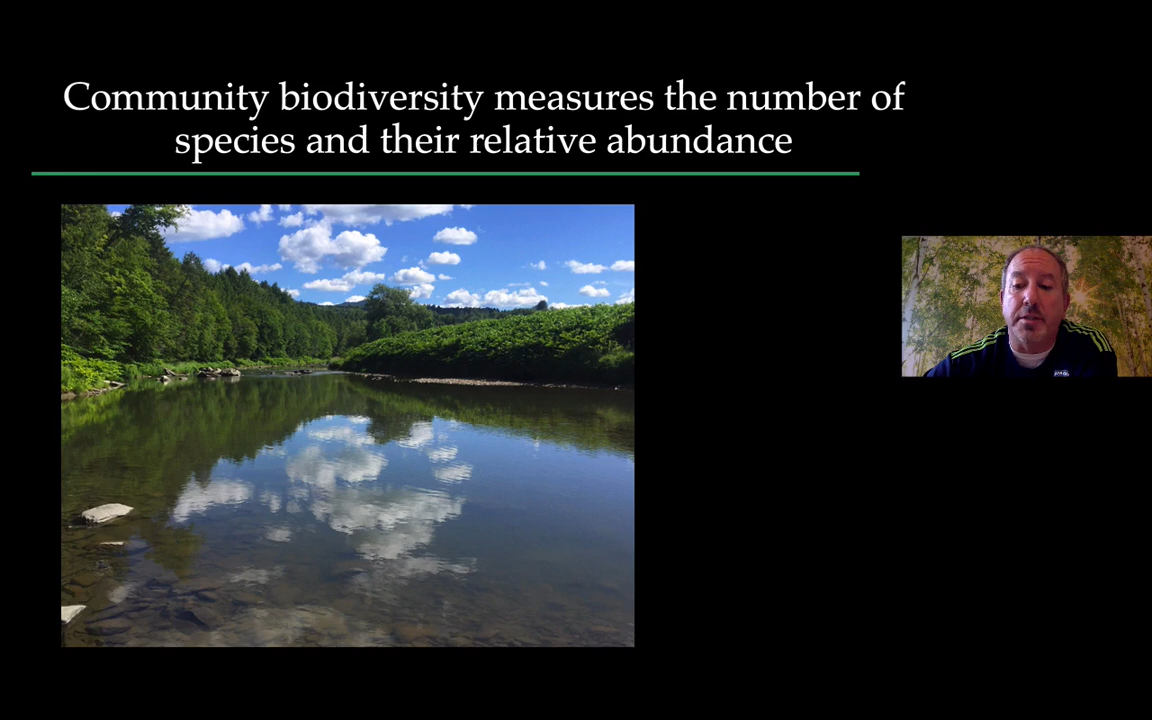 Community biodiversity measures the number of
species and their relative abundance